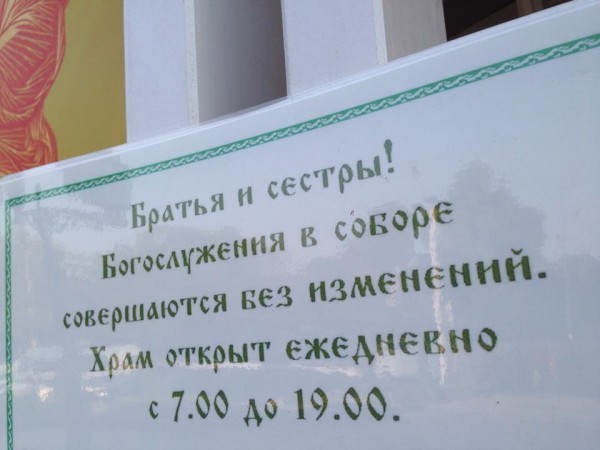 Братья и сестры!
Богослужения в соборе
совершаются без изменений.
Храм открыт ежедневно
с 7.00 до 19.00.